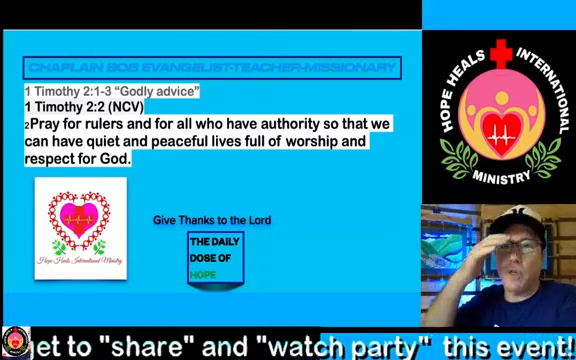 CHAPLAIN BOB EVANGELIST-TEACHER-MISSIONARY
1 Timothy 2:1-3 “Godly advice”
1 Timothy 2:2 (NCV)
2Pray for rulers and for all who have authority so that we
can have quiet and peaceful lives full of worship and
respect for God.
Hope Heals International Ministry
Give Thanks to the Lord
THE DAILY
DOSE OF
HOPE
HOPE HEALS INTERNATIONAL
MINISTRY
et to "share" and "watch party" this event!